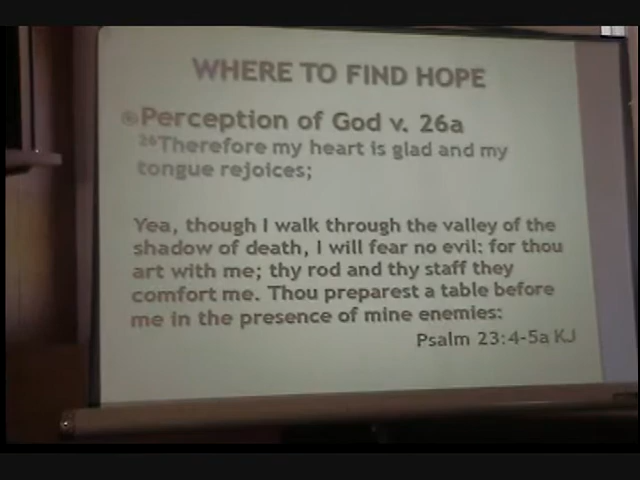 WHERE TO FIND HOPE
Perception of God v. 26a
26Therefore my heart is glad and my
tongue rejoices;
Yea, though I walk through the valley of the
shadow of death, I will fear no evil: for thou
art with me; thy rod and thy staff they
comfort me. Thou preparest a table before
me in the presence of mine enemies:
Psalm 23:4-5a KJ